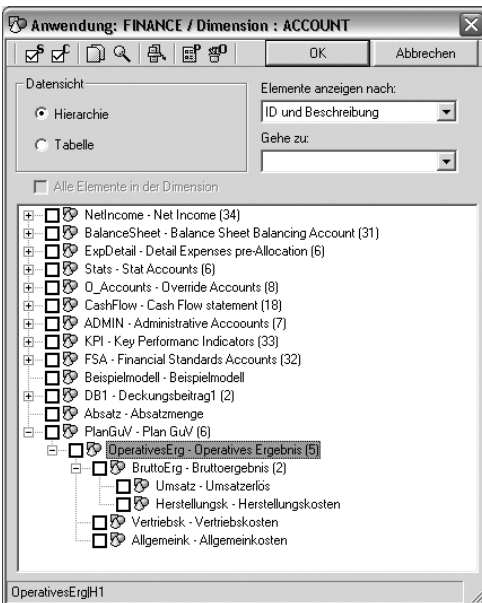 Anwendung: FINANCE / Dimension : ACCOUNT
OK Abbrechen
Datensicht
Hierarchie
Tabelle
Elemente anzeigen nach:
ID und Beschreibung
Gehe zu:
Alle Elemente in der Dimension
NetIncome - Net Income (34)
BalanceSheet - Balance Sheet Balancing Account (31)
ExpDetail - Detail Expenses pre-Allocation (6)
Stats - Stat Accounts (6)
O_Accounts - Override Accounts (8)
CashFlow - Cash Flow statement (18)
ADMIN - Administrative Accoounts (7)
KPI - Key Performanc Indicators (33)
FSA - Financial Standards Accounts (32)
Beispielmodell - Beispielmodell
DB1 - Deckungsbeitrag1 (2)
Absatz - Absatzmenge
PlanGuV - Plan GuV (6)
OperativesErg - Operatives Ergebnis (5)
BruttoErg - Bruttoergebnis (2)
Umsatz - Umsatzerlös
Herstellungsk - Herstellungskosten
Vertriebsk - Vertriebskosten
Allgemeink - Allgemeinkosten
OperativesErg|H1